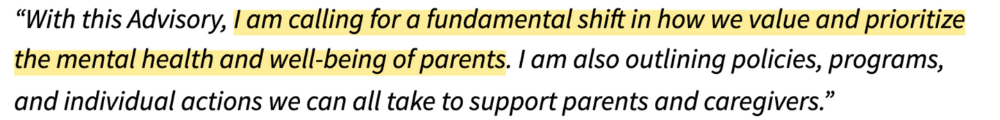 “With this Advisory, I am calling for a fundamental shift in how we value and prioritize
the mental health and well-being of parents. I am also outlining policies, programs,
and individual actions we can all take to support parents and caregivers.”